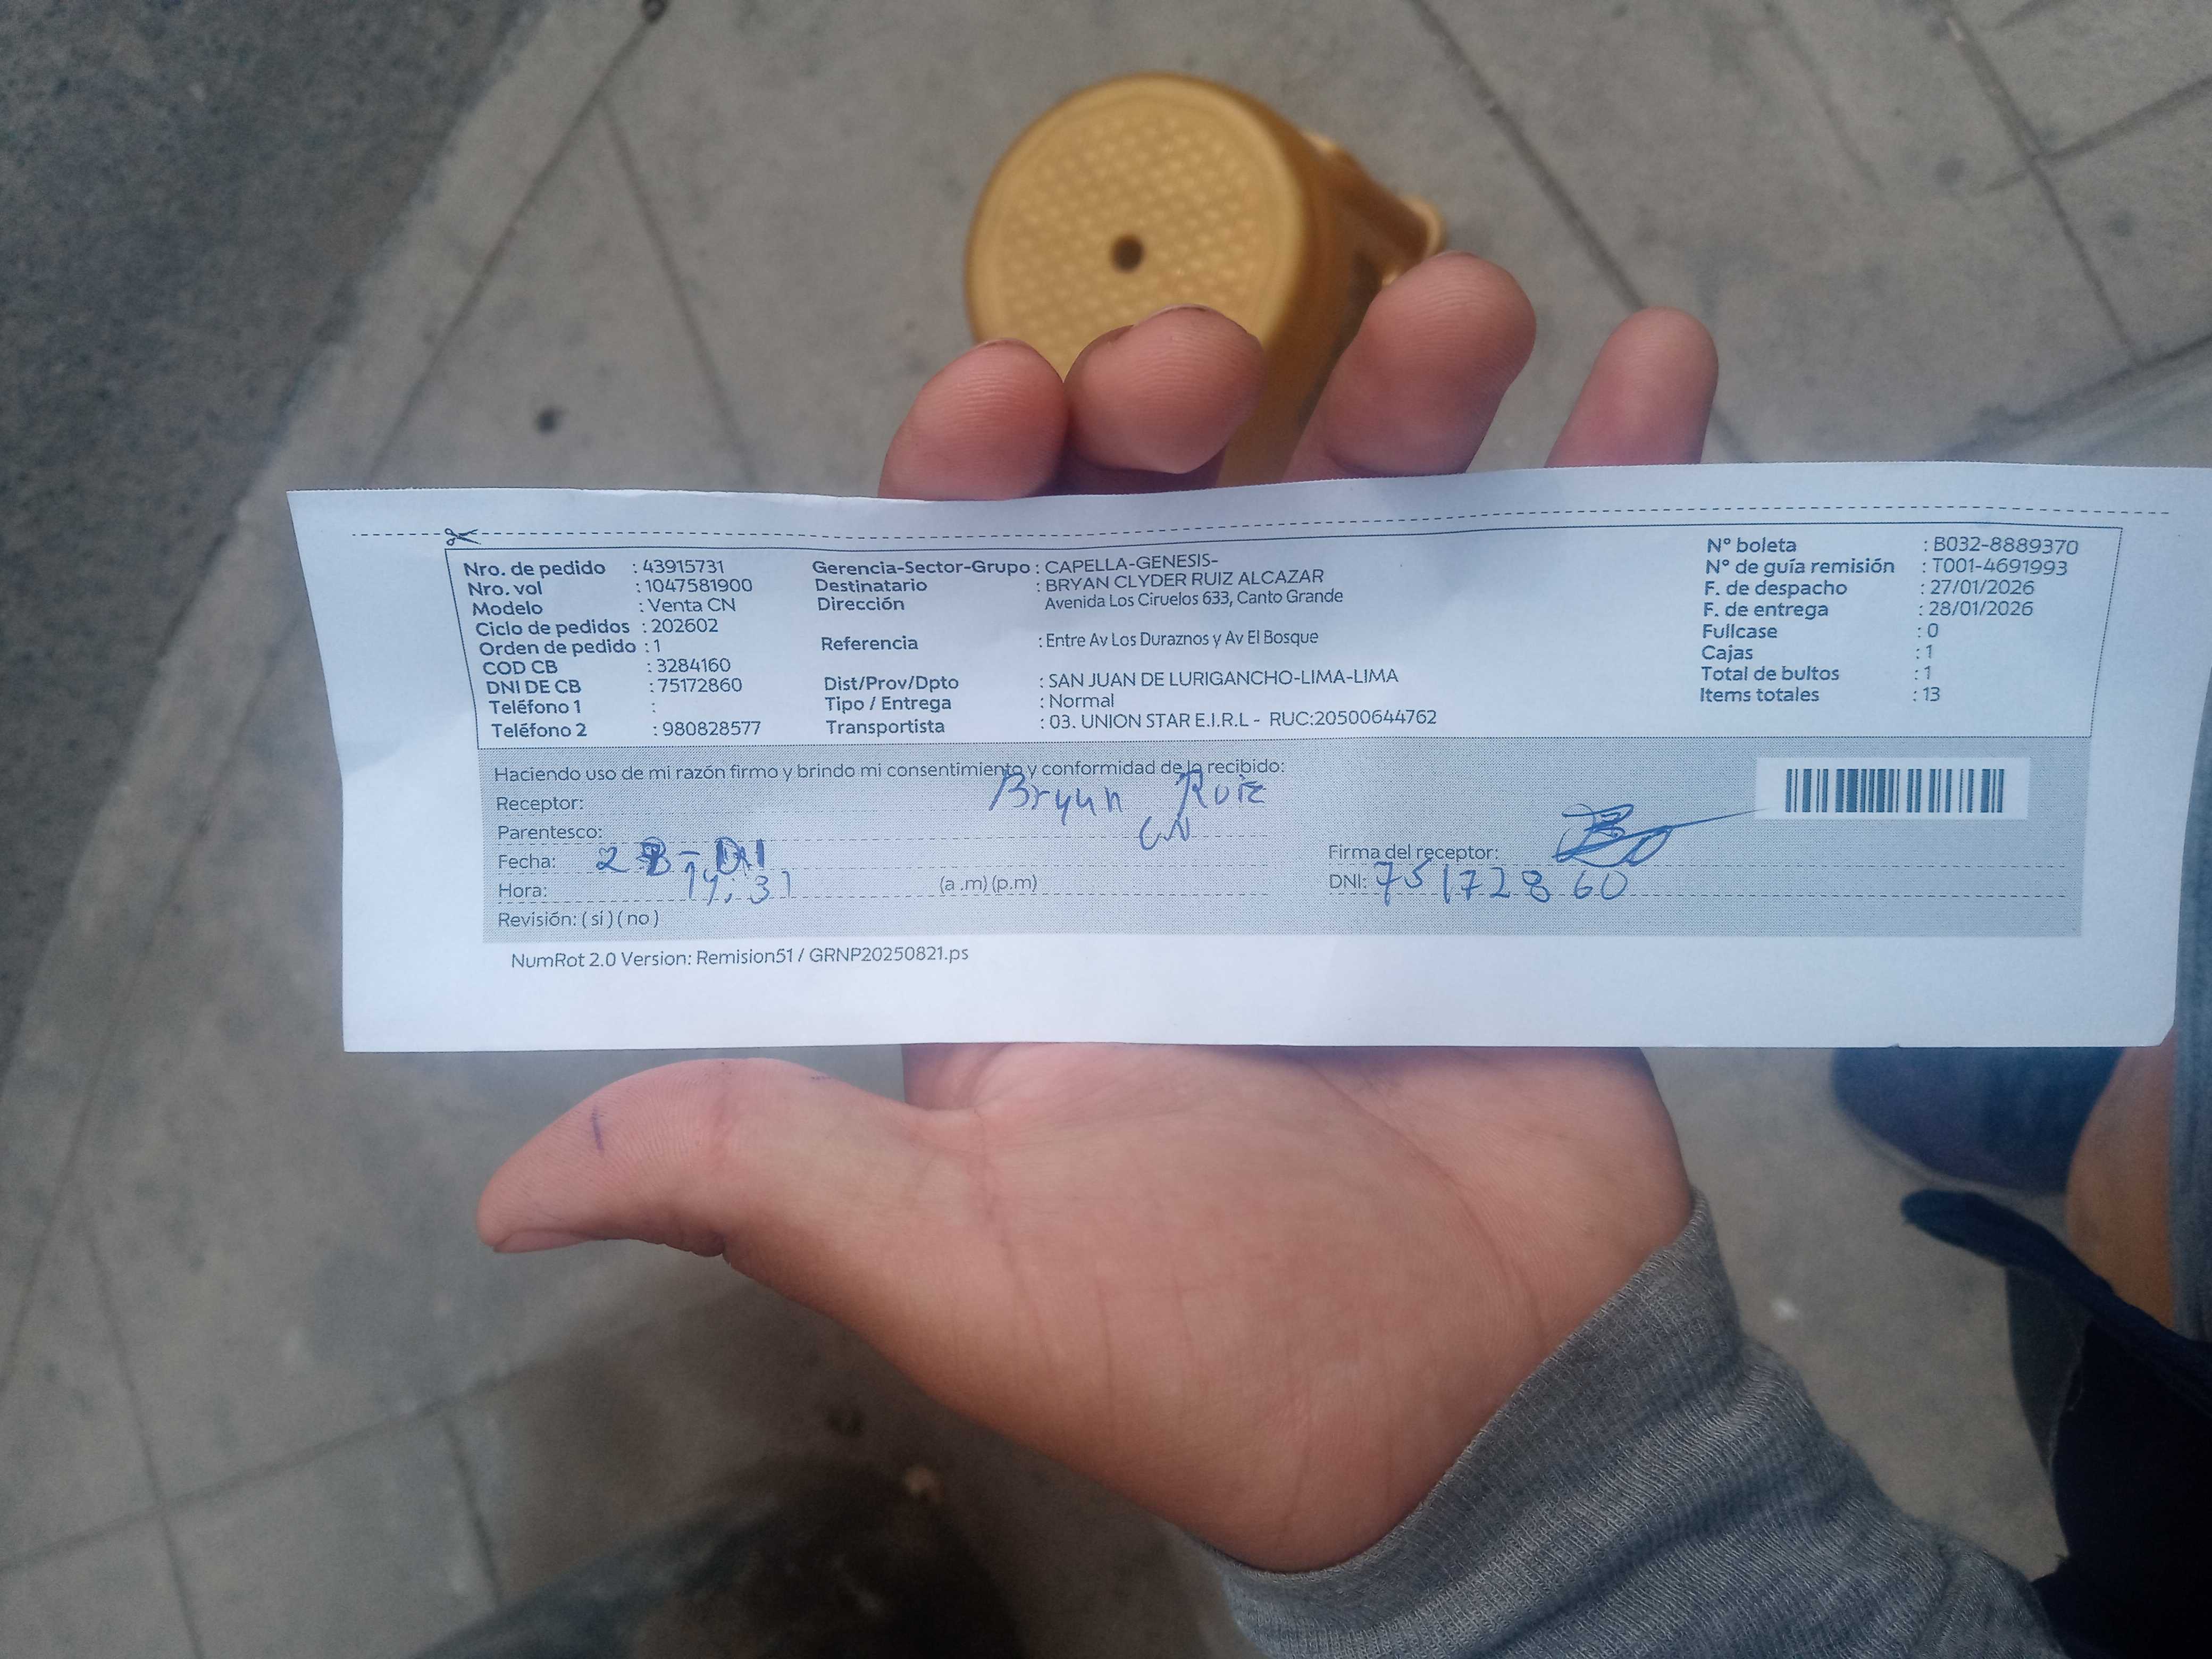 Nro. de pedido : 43915731
Nro. vol : 1047581900
Modelo : Venta CN
Ciclo de pedidos : 202602
Orden de pedido : 1
COD CB : 3284160
DNI DE CB : 75172860
Teléfono 1 :
Teléfono 2 : 980828577
Gerencia-Sector-Grupo : CAPELLA-GENESIS-
Destinatario : BRYAN CLYDER RUIZ ALCAZAR
Dirección Avenida Los Ciruelos 633, Canto Grande
Referencia : Entre Av Los Duraznos y Av El Bosque
Dist/Prov/Dpto : SAN JUAN DE LURIGANCHO-LIMA-LIMA
Tipo / Entrega : Normal
Transportista : 03. UNION STAR E.I.R.L - RUC:20500644762
N° boleta : B032-8889370
N° de guía remisión : T001-4691993
F. de despacho : 27/01/2026
F. de entrega : 28/01/2026
Fullcase : 0
Cajas : 1
Total de bultos : 1
Items totales : 13
Haciendo uso de mi razón firmo y brindo mi consentimiento y conformidad de lo recibido:
Receptor: Bryan Ruiz
Parentesco: CN
Fecha: 28-01
Hora: 14:31 (a .m) (p.m)
Revisión: ( sí ) ( no )
Firma del receptor:
DNI: 75172860
NumRot 2.0 Version: Remision51 / GRNP20250821.ps